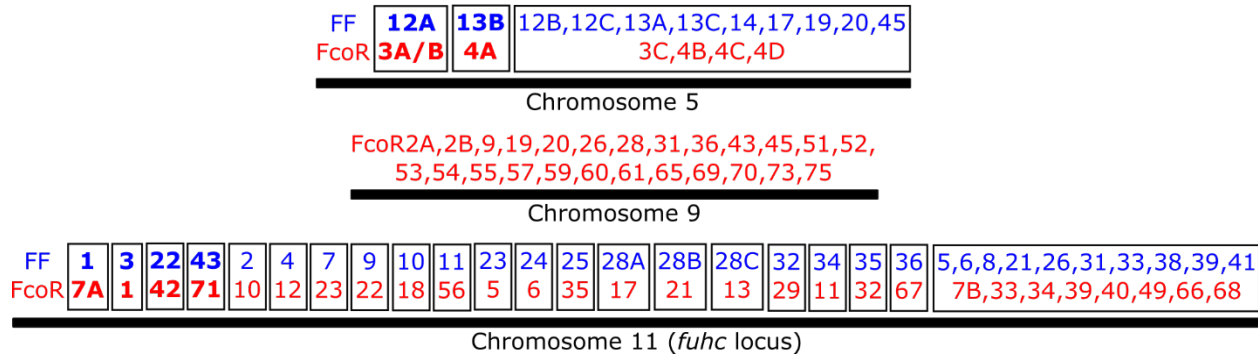 FF 12A 13B 12B,12C,13A,13C,14,17,19,20,45
FcoR 3A/B 4A 3C,4B,4C,4D
Chromosome 5
FcoR2A,2B,9,19,20,26,28,31,36,43,45,51,52,
53,54,55,57,59,60,61,65,69,70,73,75
Chromosome 9
FF 1 3 22 43 2 4 7 9 10 11 23 24 25 28A 28B 28C 32 34 35 36 5,6,8,21,26,31,33,38,39,41
FcoR 7A 1 42 71 10 12 23 22 18 56 5 6 35 17 21 13 29 11 32 67 7B,33,34,39,40,49,66,68
Chromosome 11 (fuhc locus)